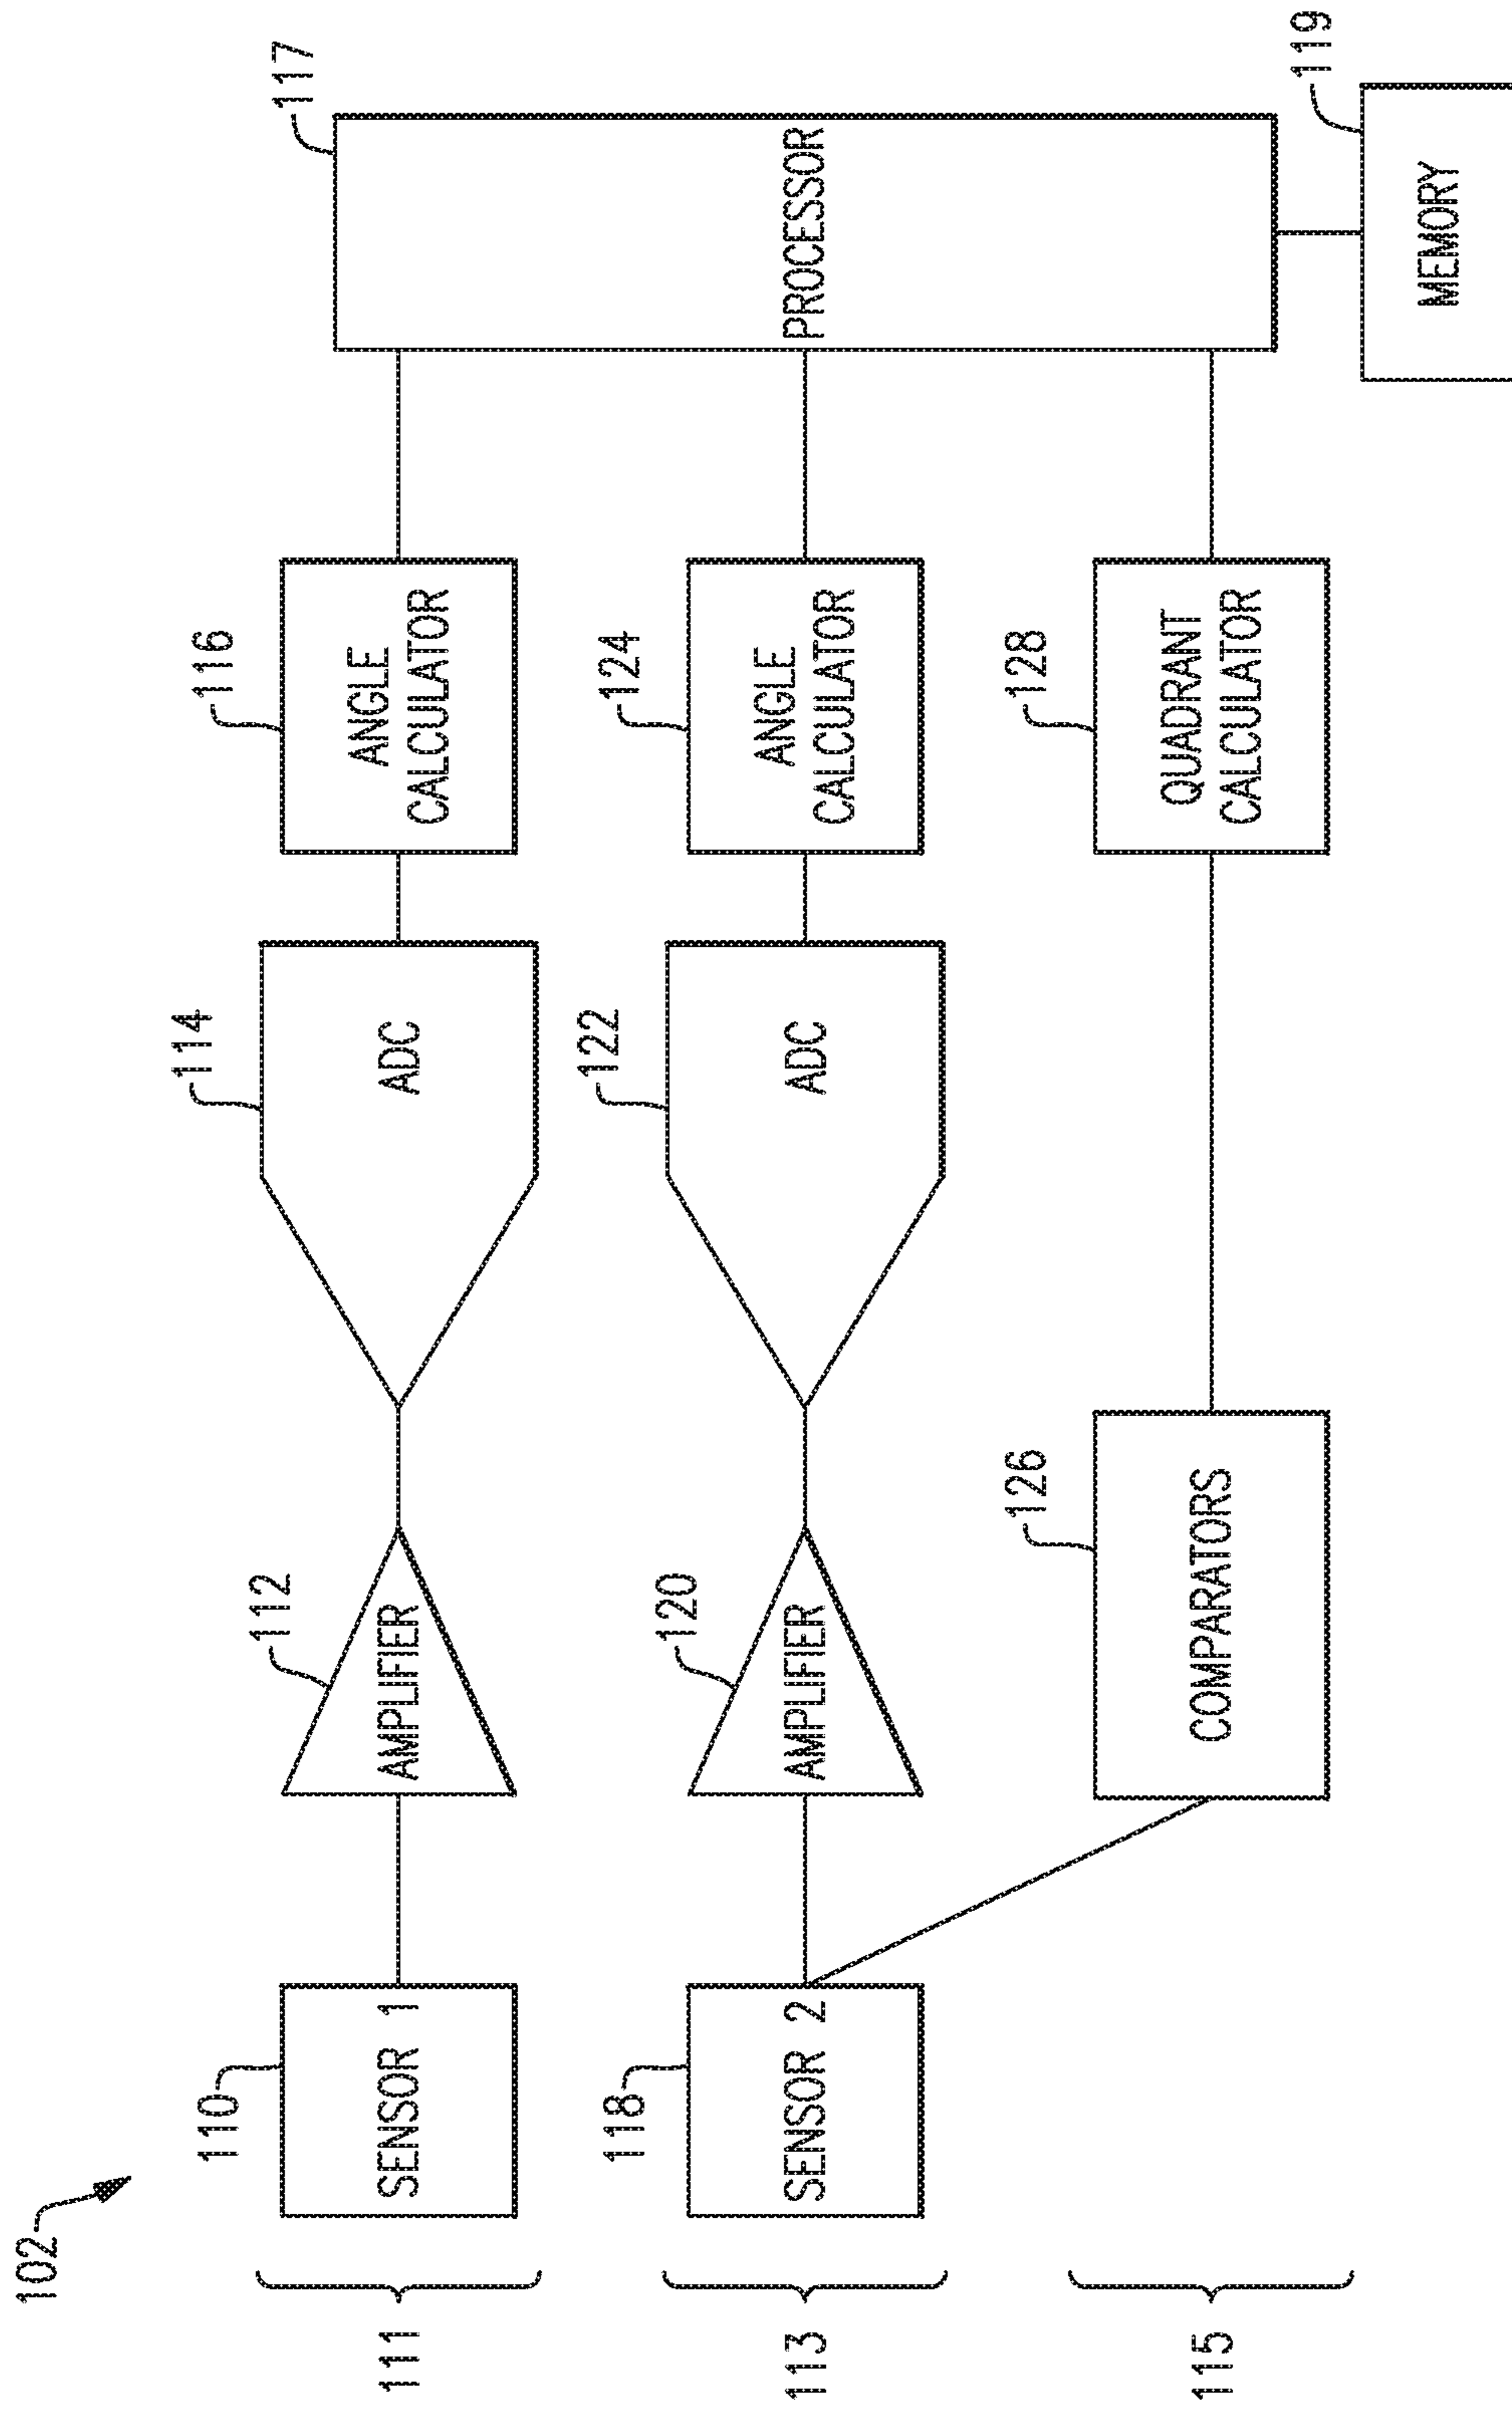 102
111
110
SENSOR 1
112
AMPLIFIER
114
ADC
116
ANGLE
CALCULATOR
117
PROCESSOR
113
118
SENSOR 2
120
AMPLIFIER
122
ADC
124
ANGLE
CALCULATOR
115
126
COMPARATORS
128
QUADRANT
CALCULATOR
119
MEMORY